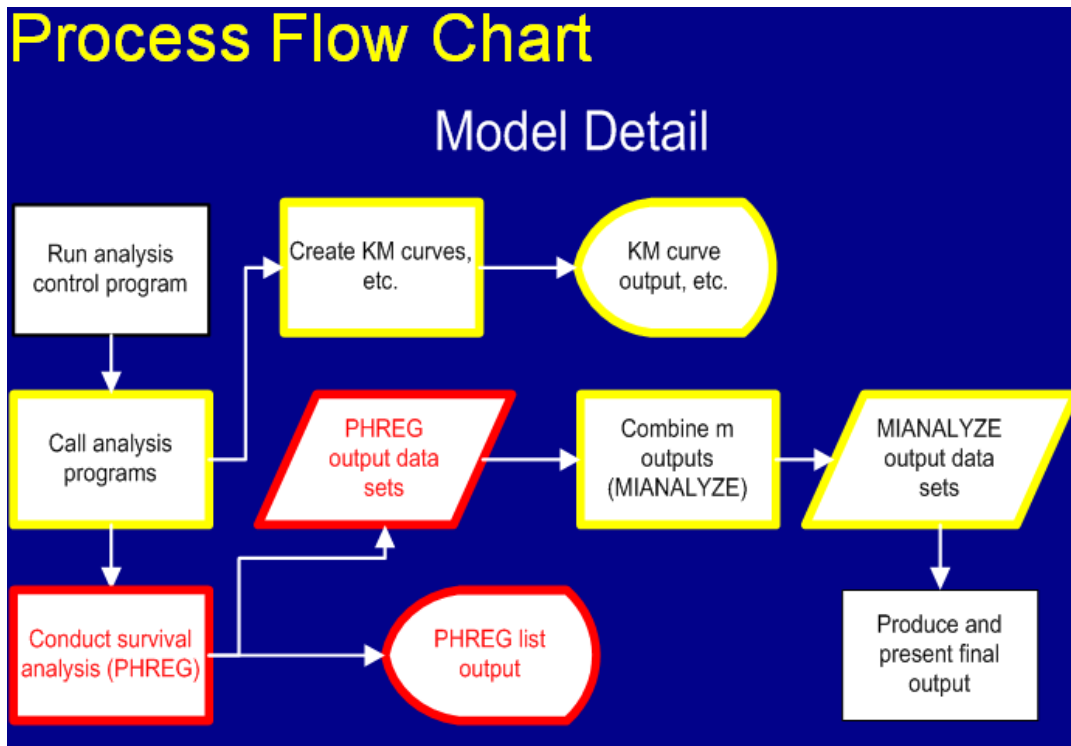 Process Flow Chart
Model Detail
Run analysis
control program
Create KM curves,
etc.
KM curve
output, etc.
Call analysis
programs
PHREG
output data
sets
Combine m
outputs
(MIANALYZE)
MIANALYZE
output data
sets
Conduct survival
analysis (PHREG)
PHREG list
output
Produce and
present final
output